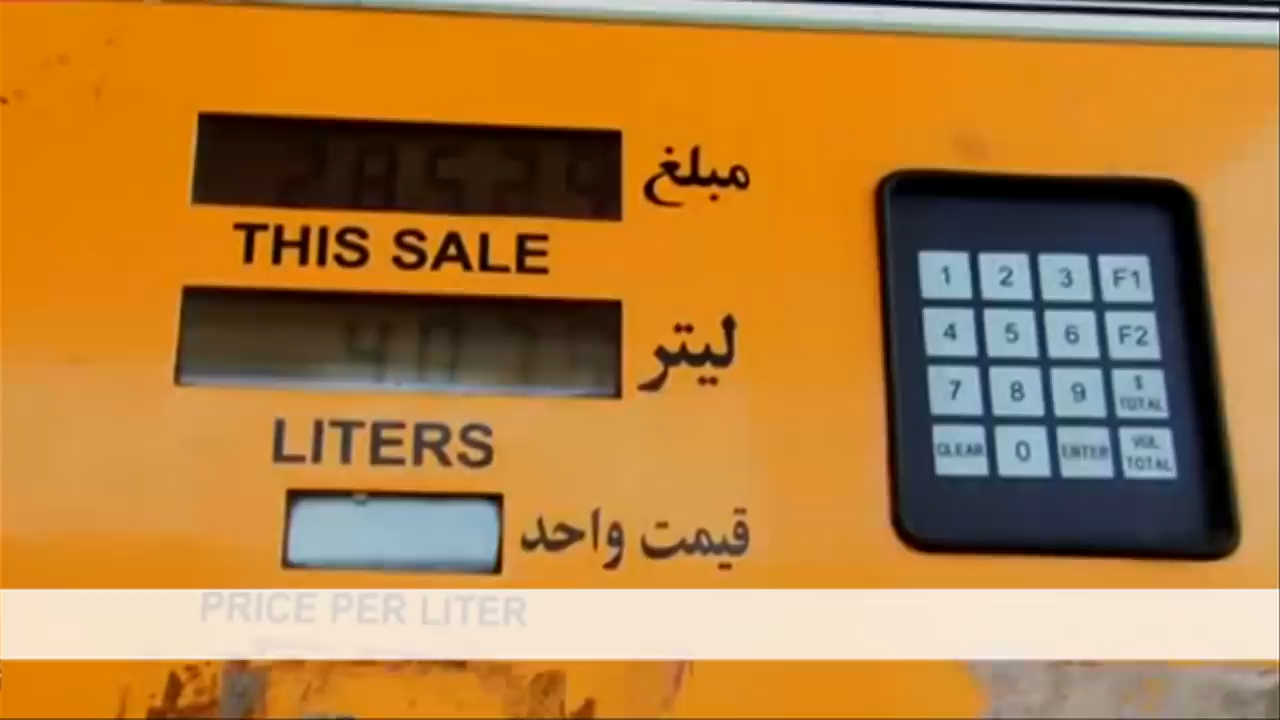 مبلغ
THIS SALE
لیتر
LITERS
قیمت واحد
PRICE PER LITER
1 2 3 F1
4 5 6 F2
7 8 9 $ TOTAL
CLEAR 0 ENTER VOL TOTAL